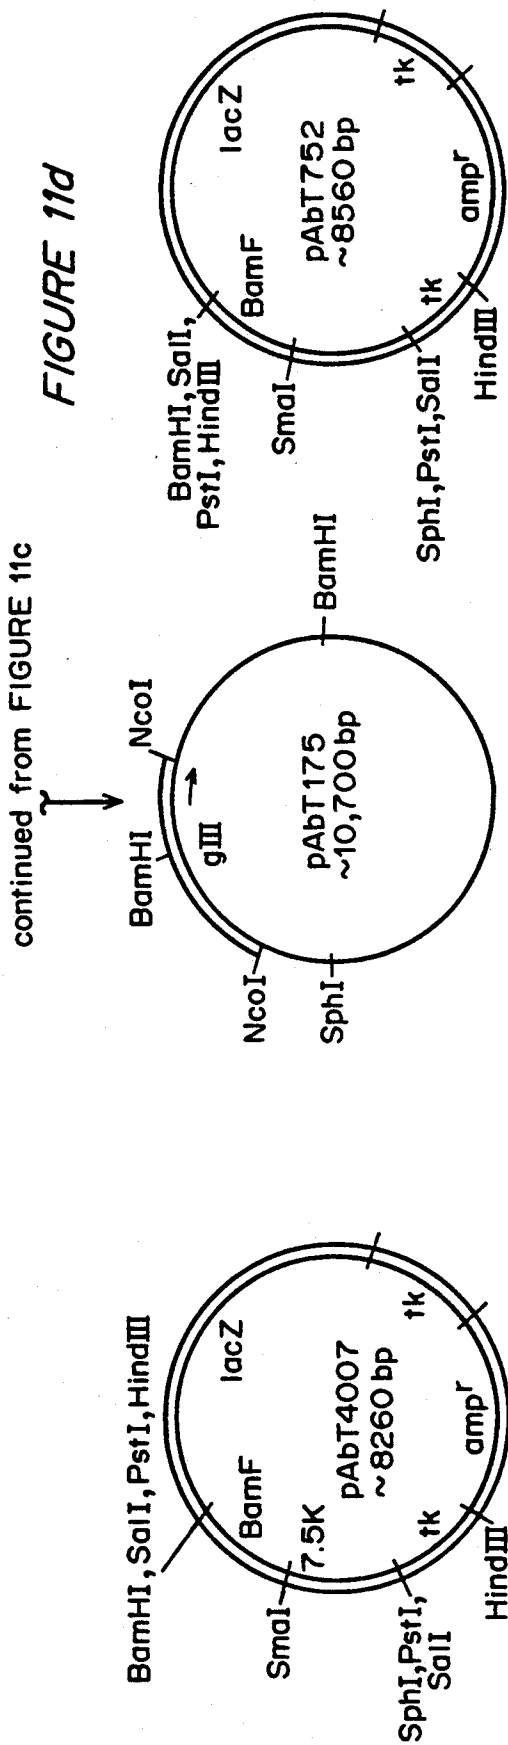 FIGURE 11d
continued from FIGURE 11c
BamHI, SalI, PstI, HindIII
lacZ
BamF
SmaI
7.5K
pAbT4007
~8260 bp
tk
SphI, PstI,
SalI
tk
amp^r
HindIII
BamHI
NcoI
gIII
NcoI
BamHI
SphI
pAbT175
~10,700 bp
BamHI, SalI,
PstI, HindIII
lacZ
BamF
SmaI
pAbT752
~8560 bp
tk
SphI, PstI, SalI
tk
amp^r
HindIII